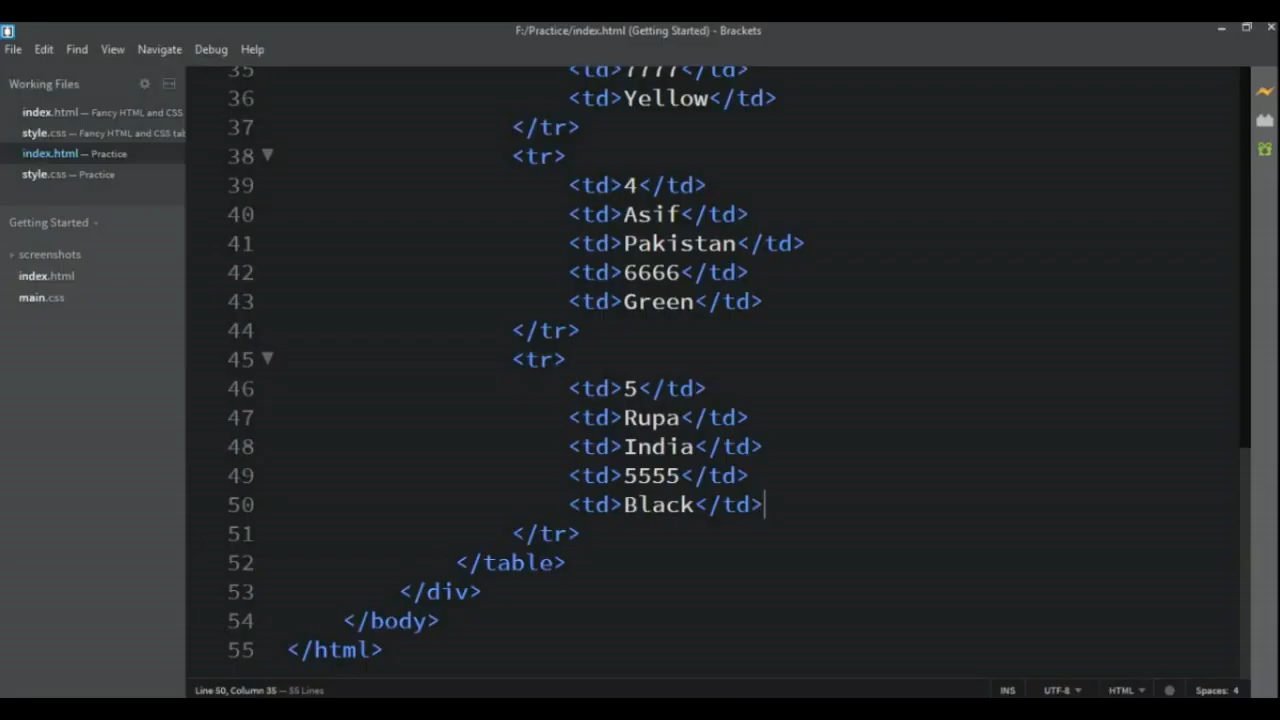 F:/Practice/index.html (Getting Started) - Brackets
File Edit Find View Navigate Debug Help
Working Files
index.html — Fancy HTML and CSS
style.css — Fancy HTML and CSS tab
index.html — Practice
style.css — Practice
Getting Started
screenshots
index.html
main.css
35 <td>7777</td>
36 <td>Yellow</td>
37 </tr>
38 <tr>
39 <td>4</td>
40 <td>Asif</td>
41 <td>Pakistan</td>
42 <td>6666</td>
43 <td>Green</td>
44 </tr>
45 <tr>
46 <td>5</td>
47 <td>Rupa</td>
48 <td>India</td>
49 <td>5555</td>
50 <td>Black</td>
51 </tr>
52 </table>
53 </div>
54 </body>
55 </html>
Line 50, Column 35 — 55 Lines INS UTF-8 HTML Spaces: 4